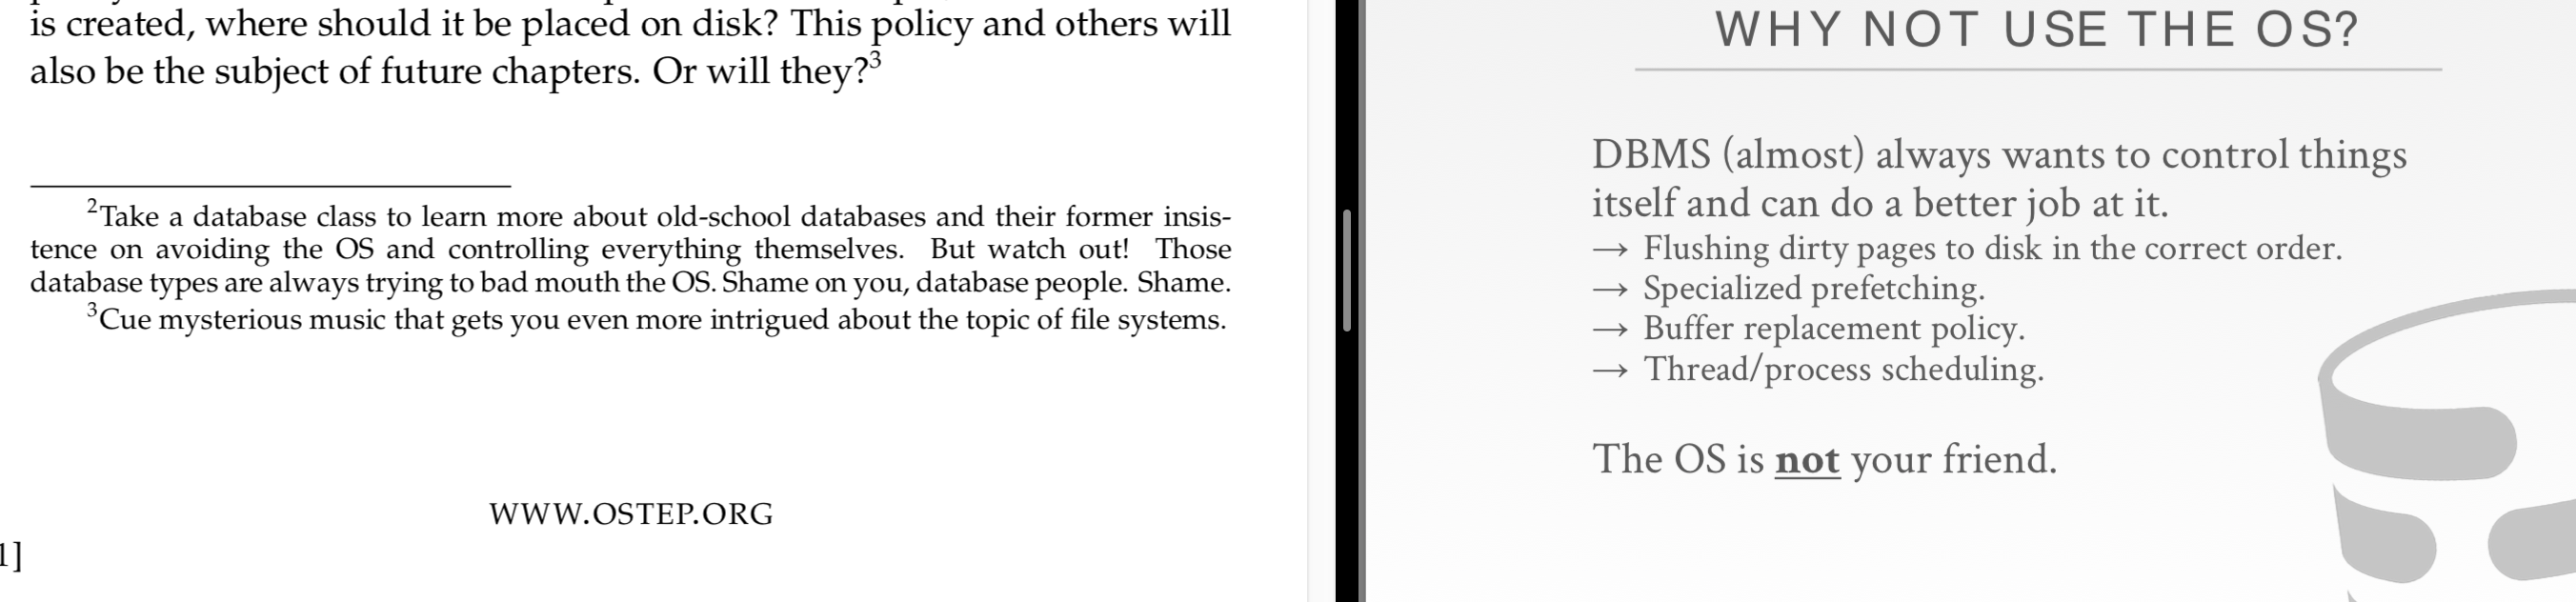 is created, where should it be placed on disk? This policy and others will
also be the subject of future chapters. Or will they?³
²Take a database class to learn more about old-school databases and their former insis-
tence on avoiding the OS and controlling everything themselves. But watch out! Those
database types are always trying to bad mouth the OS. Shame on you, database people. Shame.
³Cue mysterious music that gets you even more intrigued about the topic of file systems.
WWW.OSTEP.ORG
1]
WHY NOT USE THE OS?
DBMS (almost) always wants to control things
itself and can do a better job at it.
→ Flushing dirty pages to disk in the correct order.
→ Specialized prefetching.
→ Buffer replacement policy.
→ Thread/process scheduling.
The OS is not your friend.